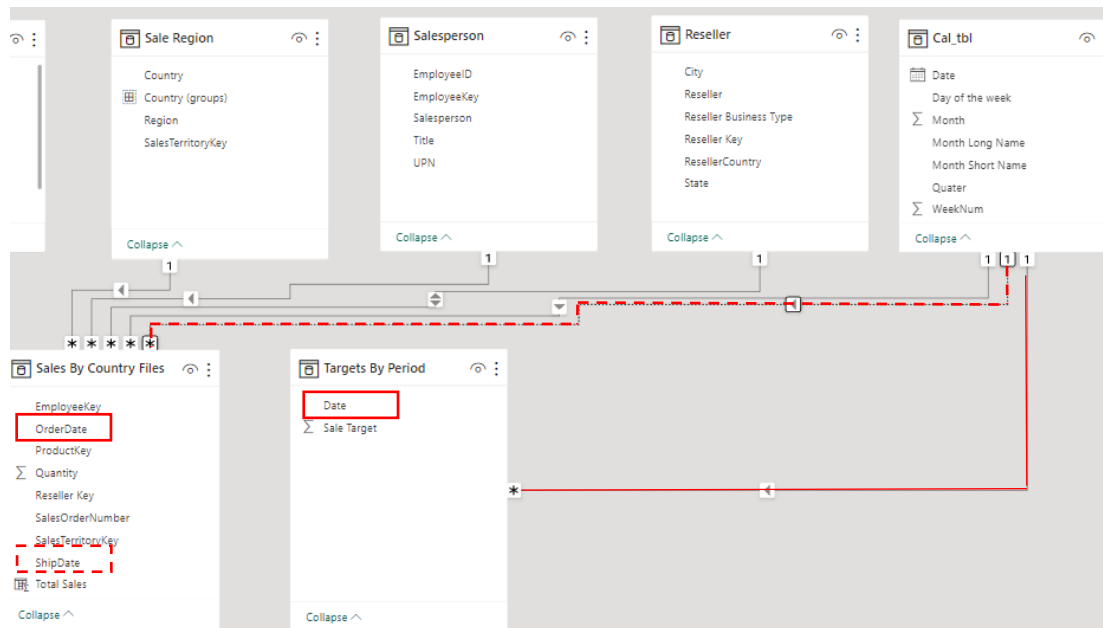 Sale Region
Country
Country (groups)
Region
SalesTerritoryKey
Collapse
1
Salesperson
EmployeeID
EmployeeKey
Salesperson
Title
UPN
Collapse
1
Reseller
City
Reseller
Reseller Business Type
Reseller Key
ResellerCountry
State
Collapse
1
Cal_tbl
Date
Day of the week
Σ Month
Month Long Name
Month Short Name
Quater
Σ WeekNum
Collapse
1 1 1
* * * * *
Sales By Country Files
EmployeeKey
OrderDate
ProductKey
Σ Quantity
Reseller Key
SalesOrderNumber
SalesTerritoryKey
ShipDate
Total Sales
Collapse
Targets By Period
Date
Σ Sale Target
Collapse
*